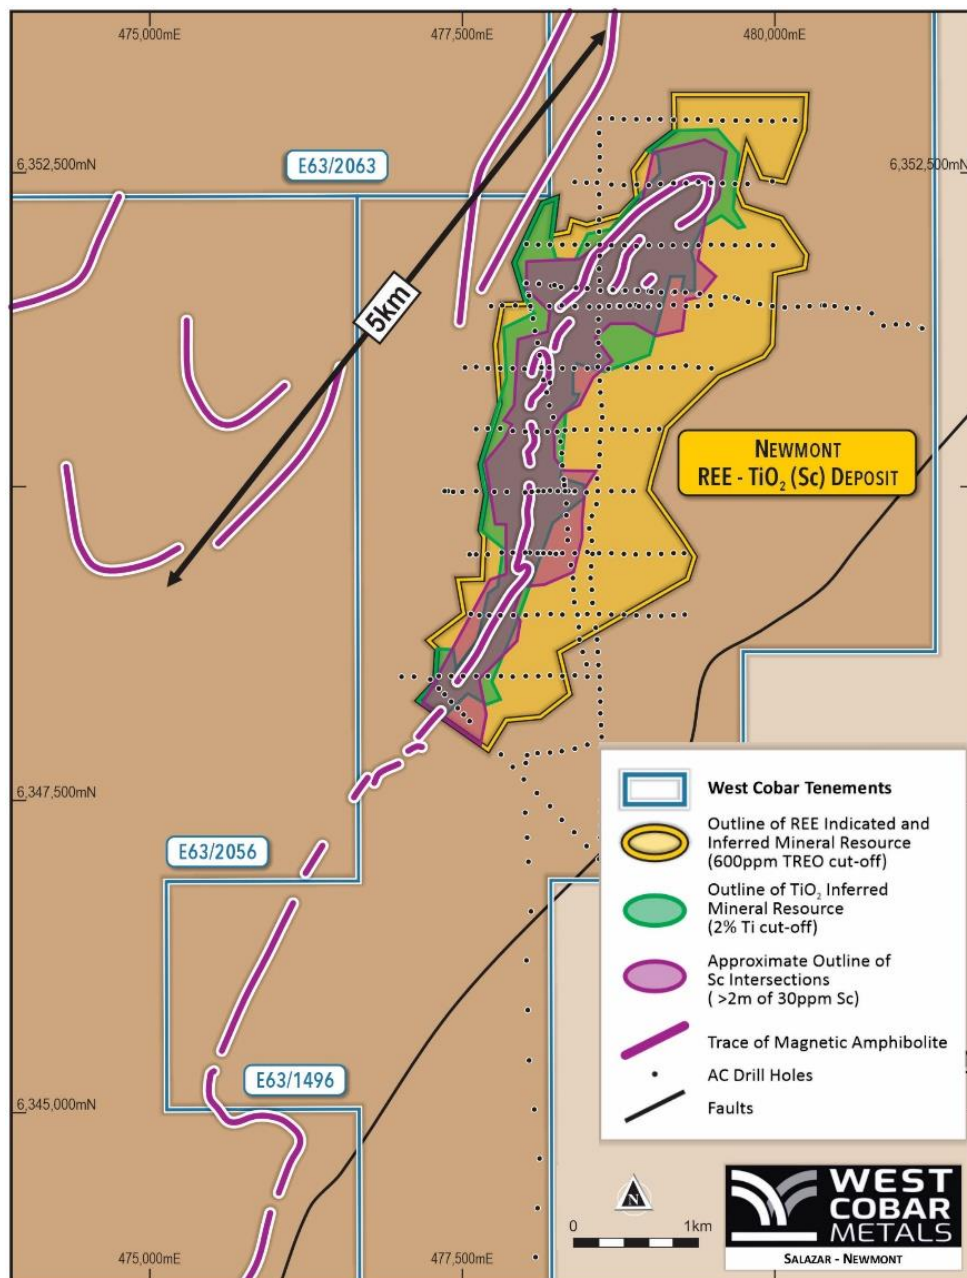 475,000mE
477,500mE
480,000mE
6,352,500mN
6,352,500mN
E63/2063
5km
NEWMONT
REE - TiO₂ (Sc) DEPOSIT
6,347,500mN
E63/2056
E63/1496
6,345,000mN
West Cobar Tenements
Outline of REE Indicated and
Inferred Mineral Resource
(600ppm TREO cut-off)
Outline of TiO₂ Inferred
Mineral Resource
(2% Ti cut-off)
Approximate Outline of
Sc Intersections
( >2m of 30ppm Sc)
Trace of Magnetic Amphibolite
AC Drill Holes
Faults
N
0
1km
WEST
COBAR
METALS
SALAZAR - NEWMONT
475,000mE
477,500mE